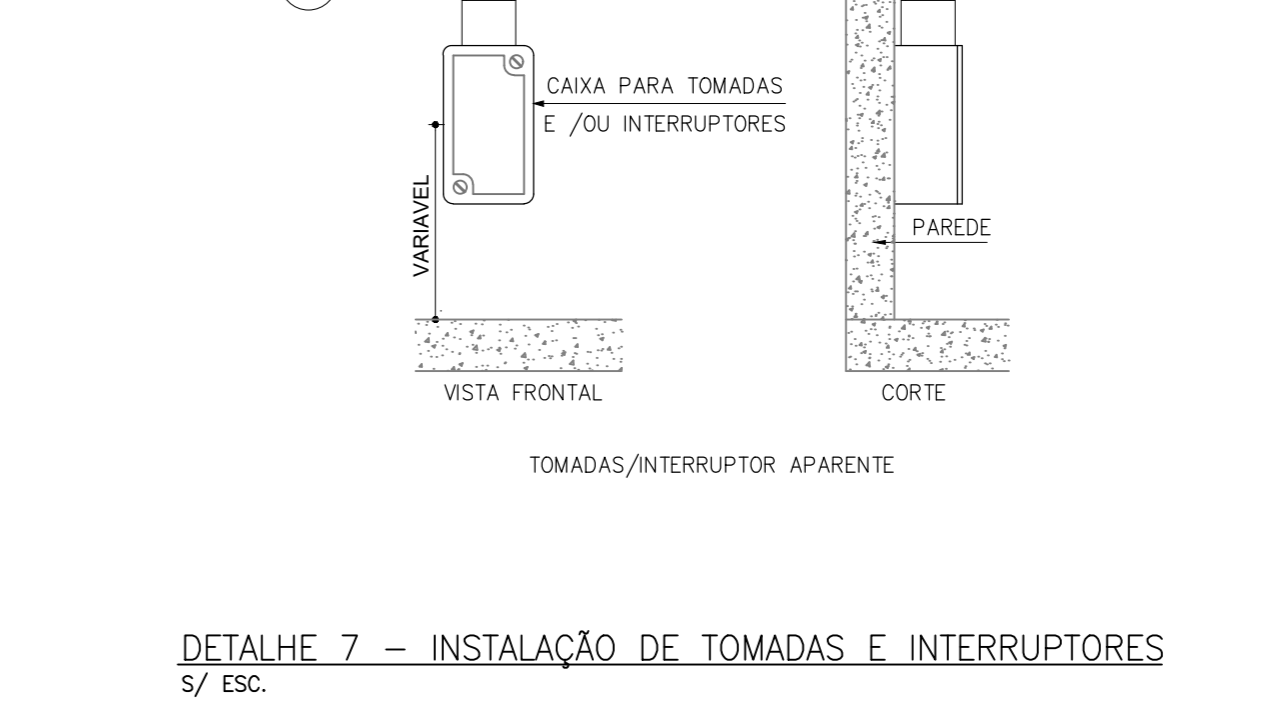 CAIXA PARA TOMADAS
E /OU INTERRUPTORES
VARIAVEL
PAREDE
VISTA FRONTAL
CORTE
TOMADAS/INTERRUPTOR APARENTE
DETALHE 7 – INSTALAÇÃO DE TOMADAS E INTERRUPTORES
S/ ESC.